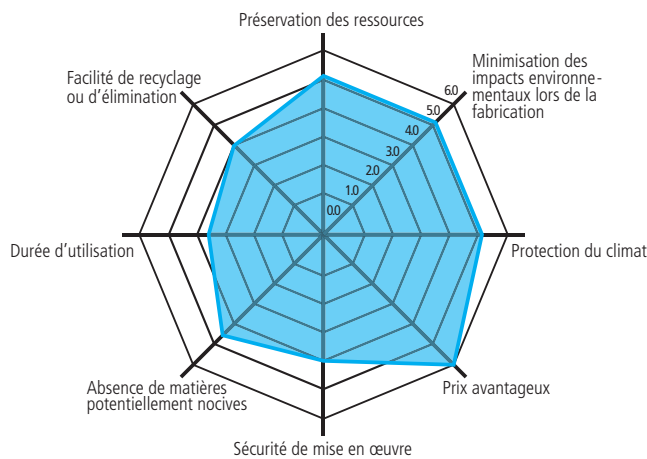 Préservation des ressources
Minimisation des
impacts environne-
mentaux lors de la
fabrication
Facilité de recyclage
ou d'élimination
6.0
5.0
4.0
3.0
2.0
1.0
0.0
Durée d'utilisation
Protection du climat
Absence de matières
potentiellement nocives
Prix avantageux
Sécurité de mise en œuvre